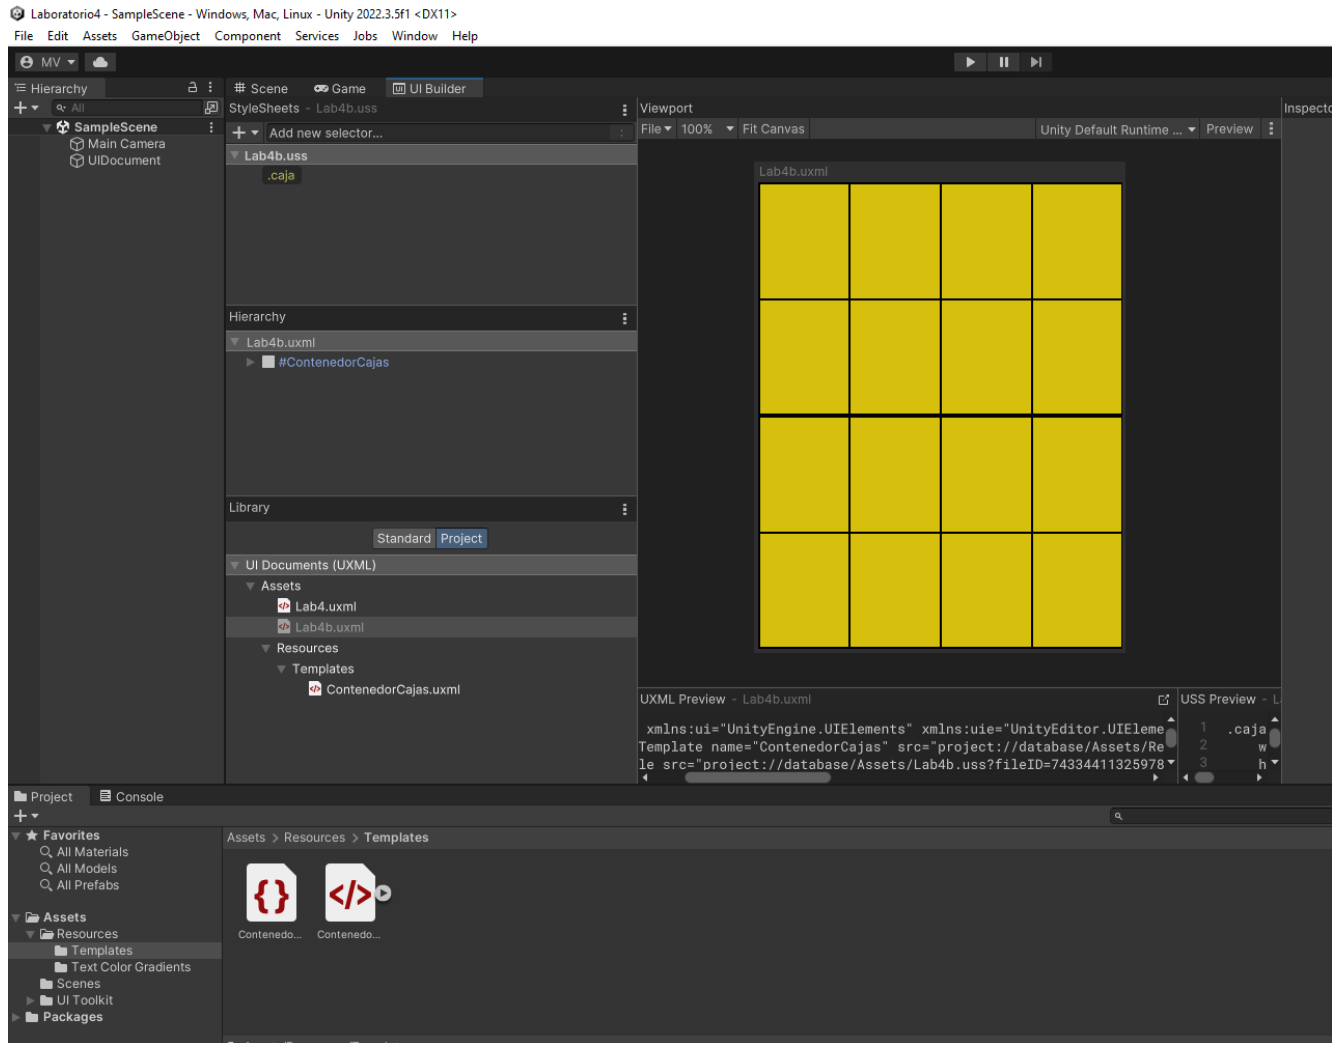 Laboratorio4 - SampleScene - Windows, Mac, Linux - Unity 2022.3.5f1 <DX11>
File Edit Assets GameObject Component Services Jobs Window Help
MV
Hierarchy
All
SampleScene
Main Camera
UIDocument
Scene Game UI Builder
StyleSheets - Lab4b.uss
Add new selector...
Lab4b.uss
.caja
Hierarchy
Lab4b.uxml
#ContenedorCajas
Library
Standard Project
UI Documents (UXML)
Assets
Lab4.uxml
Lab4b.uxml
Resources
Templates
ContenedorCajas.uxml
Viewport
File 100% Fit Canvas Unity Default Runtime ... Preview
Lab4b.uxml
UXML Preview - Lab4b.uxml
xmlns:ui="UnityEngine.UIElements" xmlns:uie="UnityEditor.UIEleme
Template name="ContenedorCajas" src="project://database/Assets/Re
le src="project://database/Assets/Lab4b.uss?fileID=74334411325978
USS Preview - L
1 .caja
2 w
3 h
Inspecto
Project Console
Favorites
All Materials
All Models
All Prefabs
Assets
Resources
Templates
Text Color Gradients
Scenes
UI Toolkit
Packages
Assets > Resources > Templates
Contenedo... Contenedo...